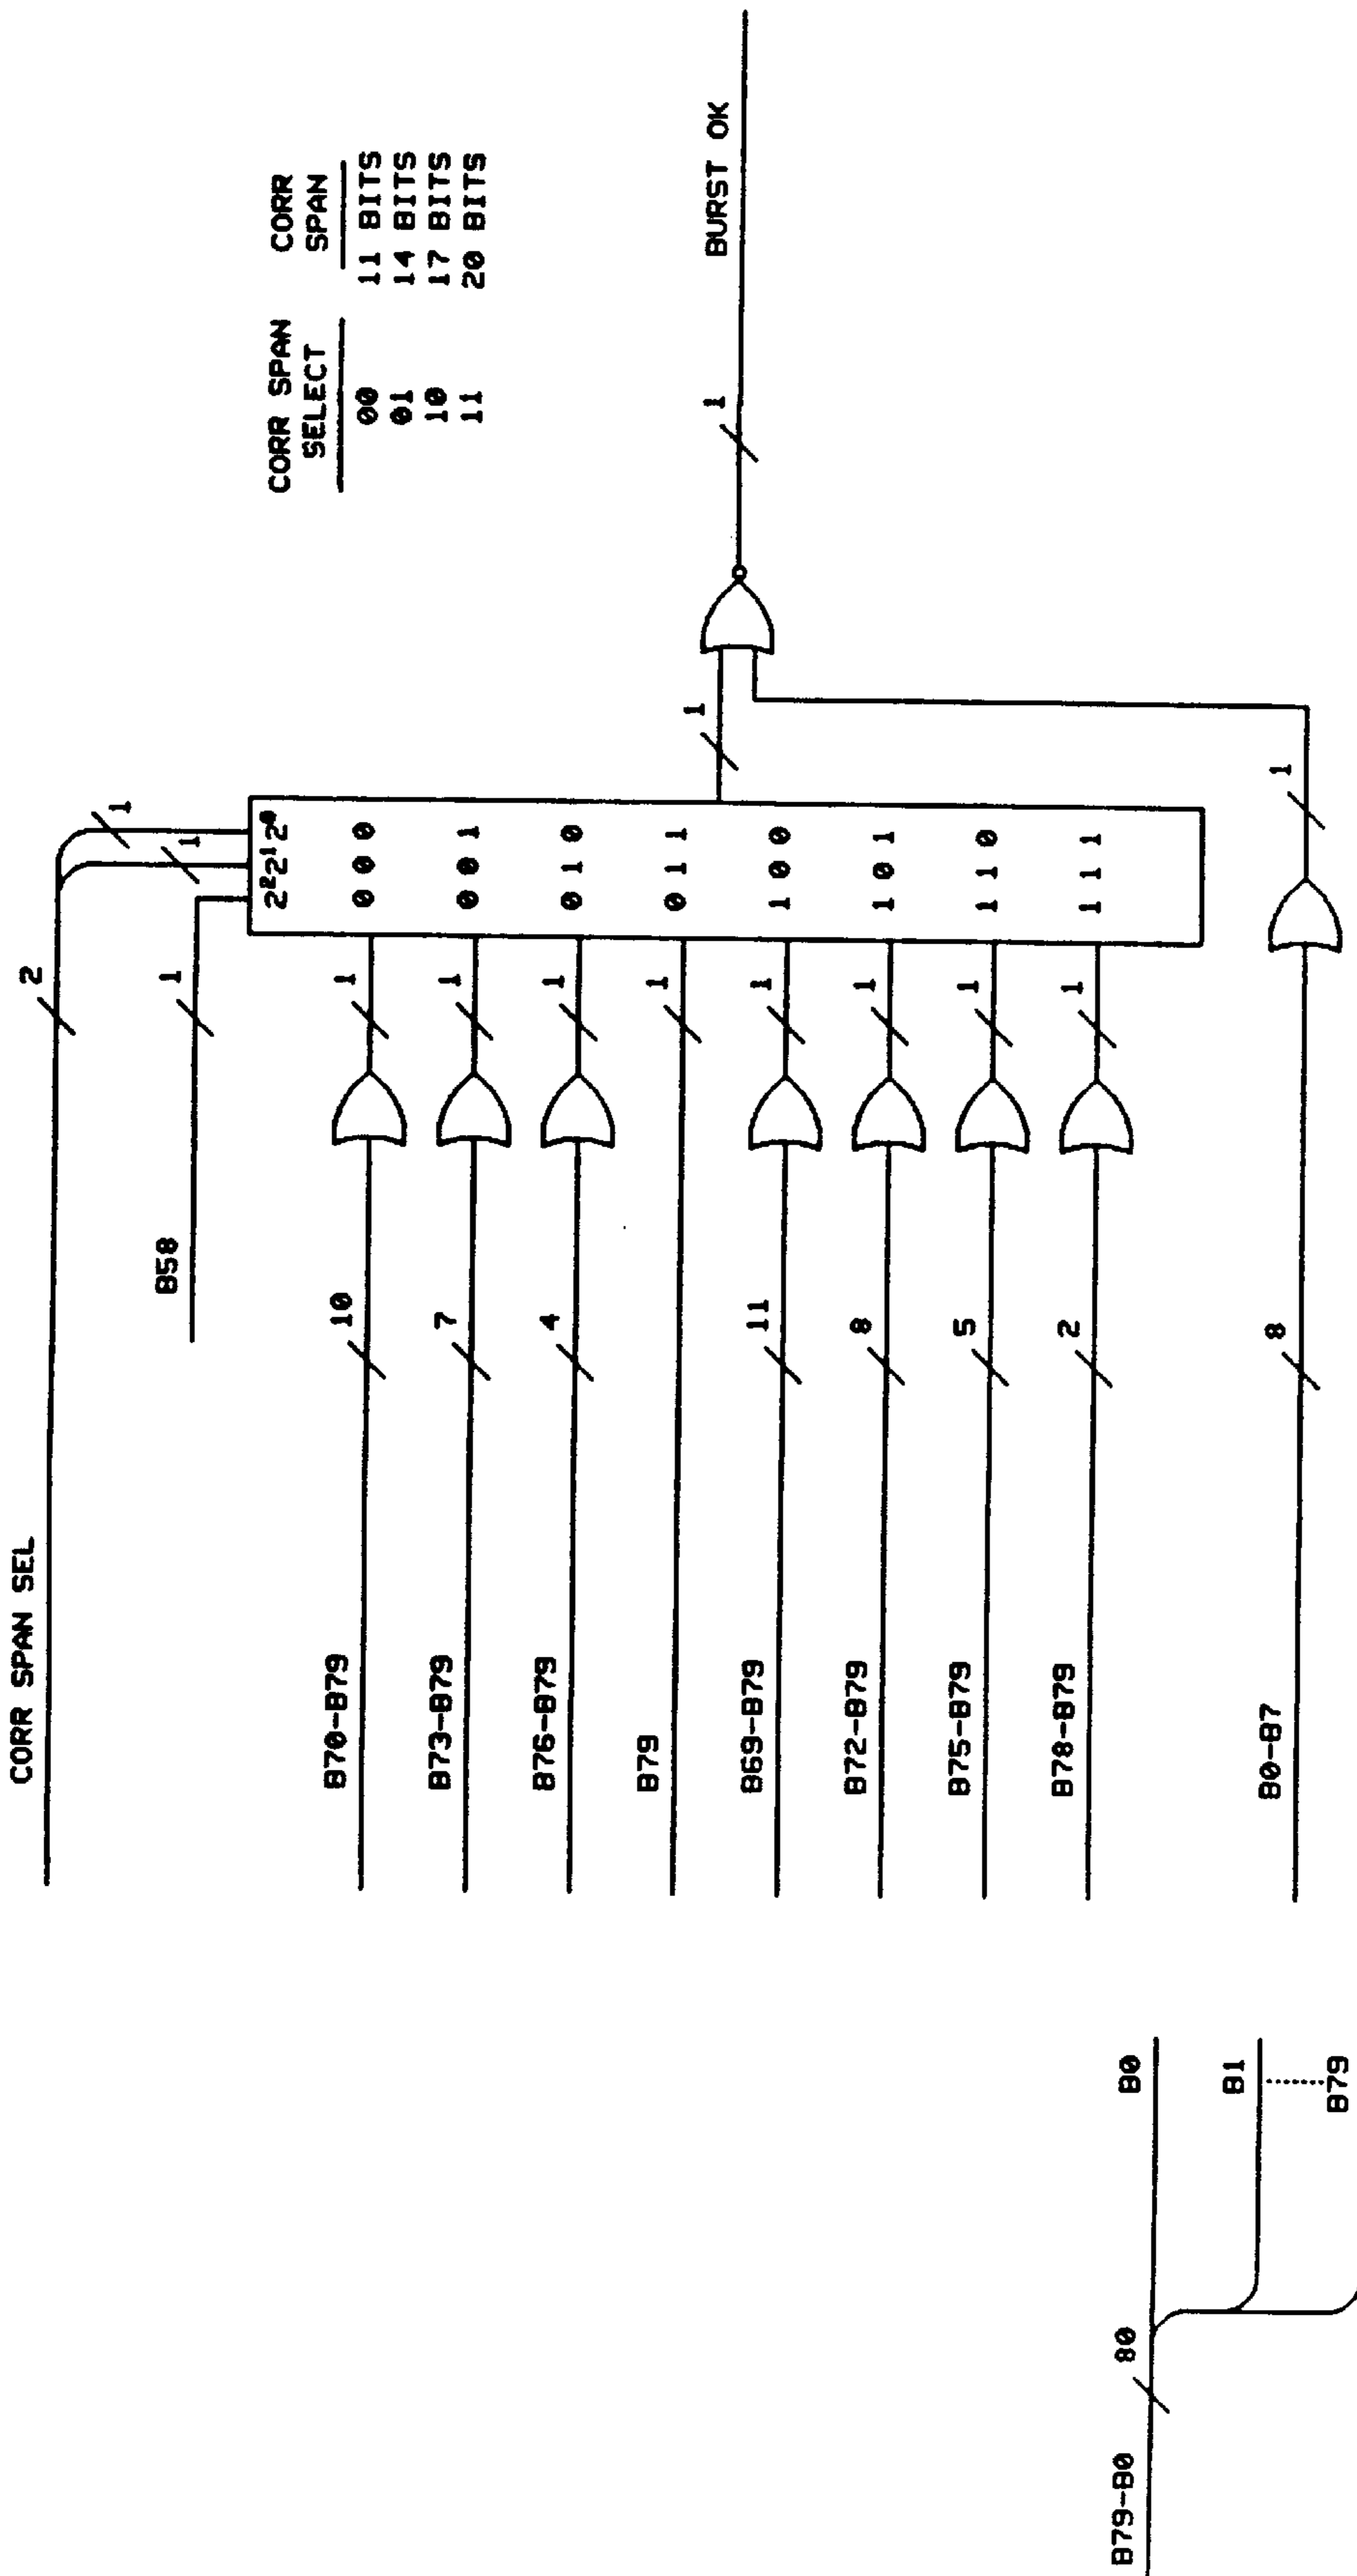 CORR SPAN SEL
2
1
1
B58
1
2² 2¹ 2⁰
B70-B79
10
1
0 0 0
B73-B79
7
1
0 0 1
B76-B79
4
1
0 1 0
B79
1
0 1 1
B69-B79
11
1
1 0 0
B72-B79
8
1
1 0 1
B75-B79
5
1
1 1 0
B78-B79
2
1
1 1 1
B0-B7
8
1
1
1
BURST OK
CORR SPAN CORR
SELECT SPAN
00 11 BITS
01 14 BITS
10 17 BITS
11 20 BITS
B79-B0
80
B0
B1
B79